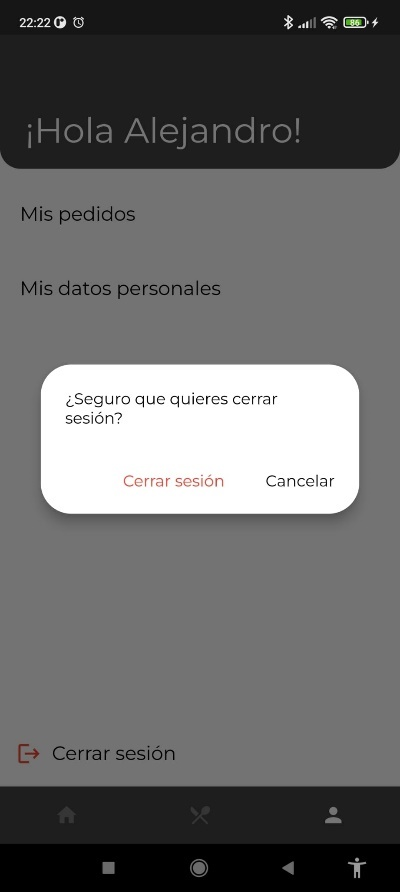 22:22
86
¡Hola Alejandro!
Mis pedidos
Mis datos personales
¿Seguro que quieres cerrar
sesión?
Cerrar sesión
Cancelar
Cerrar sesión